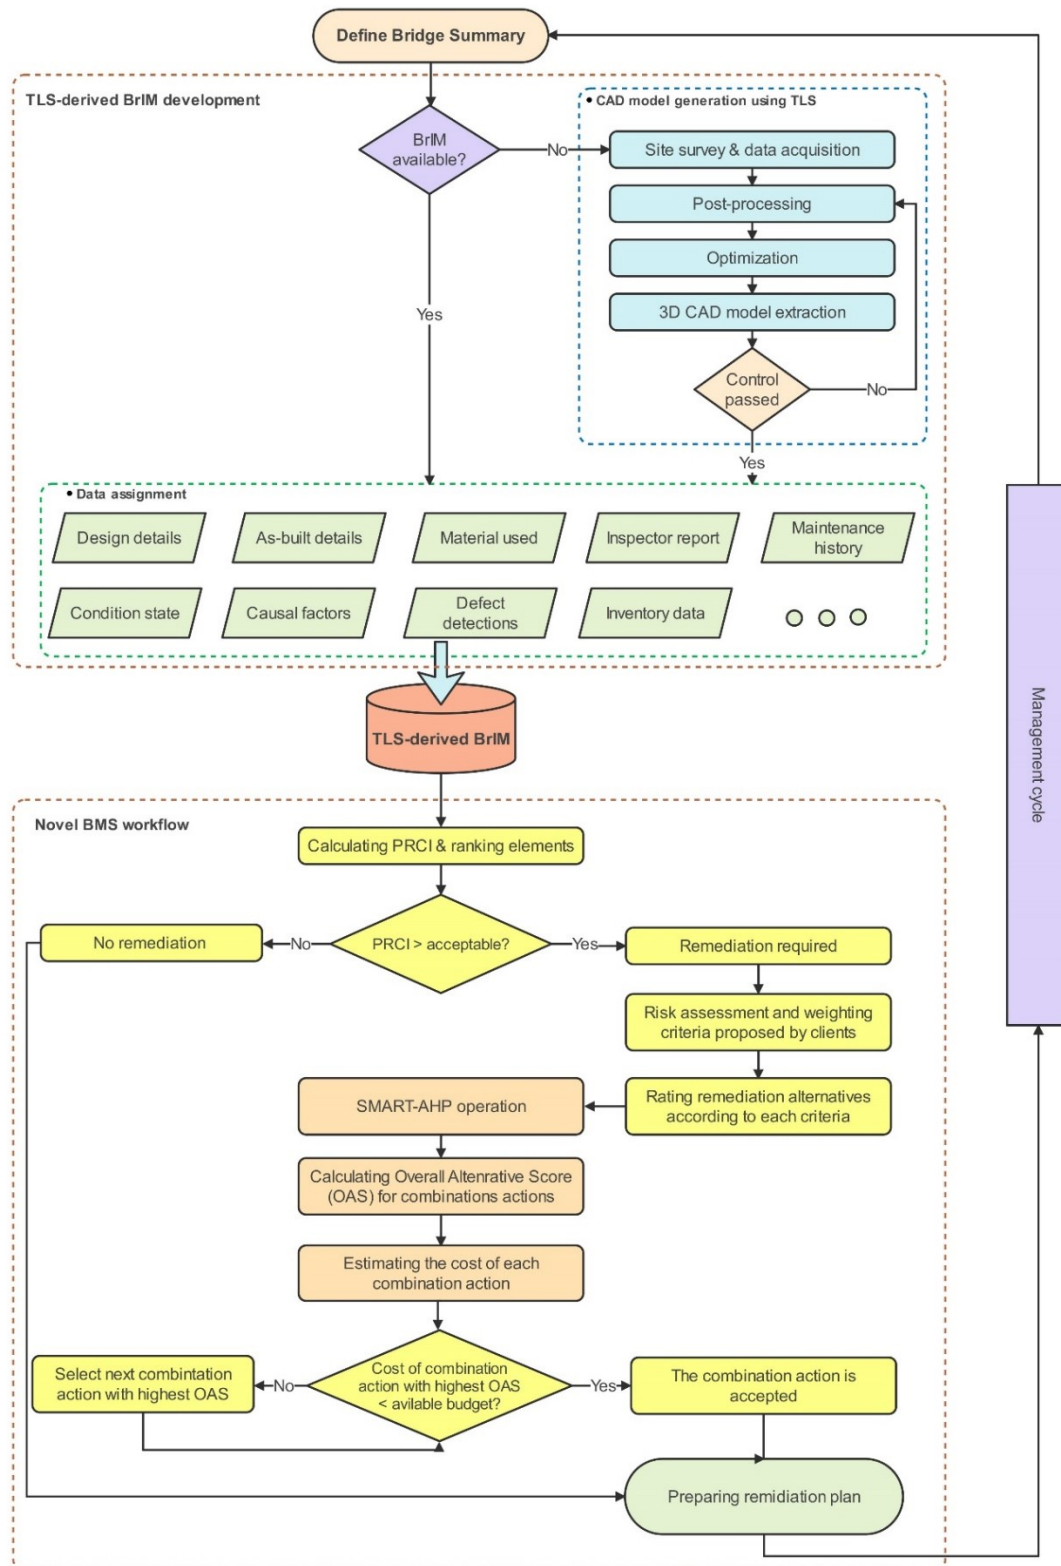 Define Bridge Summary
TLS-derived BrIM development
• CAD model generation using TLS
BrIM
available?
No
Site survey & data acquisition
Post-processing
Optimization
3D CAD model extraction
Yes
Control
passed
No
Yes
• Data assignment
Design details
As-built details
Material used
Inspector report
Maintenance
history
Condition state
Causal factors
Defect
detections
Inventory data
TLS-derived BrIM
Management cycle
Novel BMS workflow
Calculating PRCI & ranking elements
No remediation
No
PRCI > acceptable?
Yes
Remediation required
Risk assessment and weighting
criteria proposed by clients
SMART-AHP operation
Rating remediation alternatives
according to each criteria
Calculating Overall Altenrative Score
(OAS) for combinations actions
Estimating the cost of each
combination action
Select next combintation
action with highest OAS
No
Cost of combination
action with highest OAS
< avilable budget?
Yes
The combination action is
accepted
Preparing remidiation plan